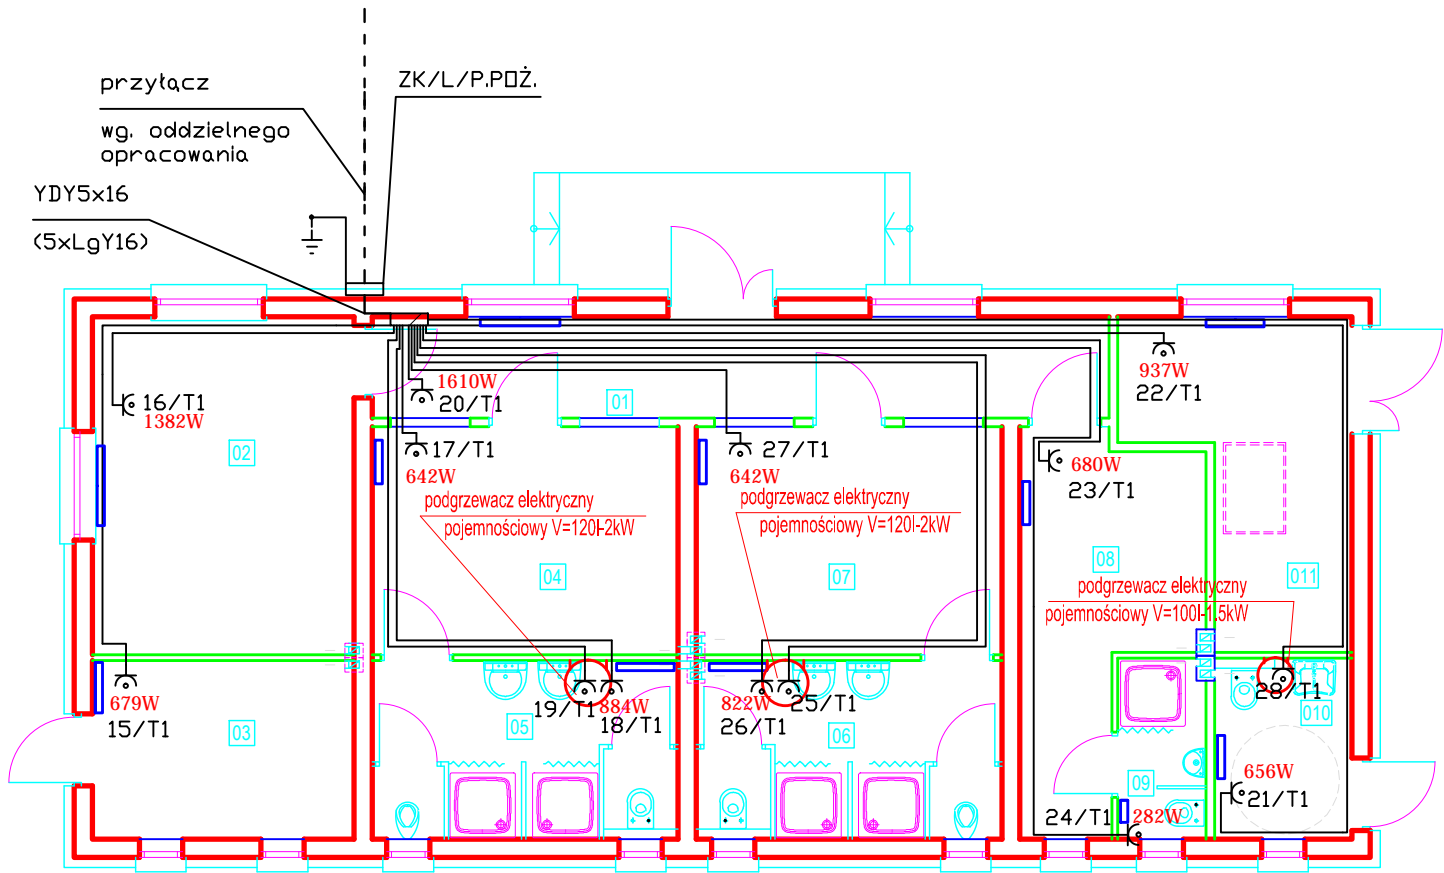 przyłącz
ZK/L/P.POŻ.
wg. oddzielnego
opracowania
YDY5x16
(5xLgY16)
937W
22/T1
1610W
20/T1
01
16/T1
1382W
02
17/T1
642W
27/T1
642W
680W
23/T1
podgrzewacz elektryczny
pojemnościowy V=120l-2kW
podgrzewacz elektryczny
pojemnościowy V=120l-2kW
04
07
08
011
podgrzewacz elektryczny
pojemnościowy V=100l-1.5kW
679W
15/T1
03
19/T1
884W
18/T1
05
822W
26/T1
25/T1
06
28/T1
010
656W
21/T1
09
24/T1
282W